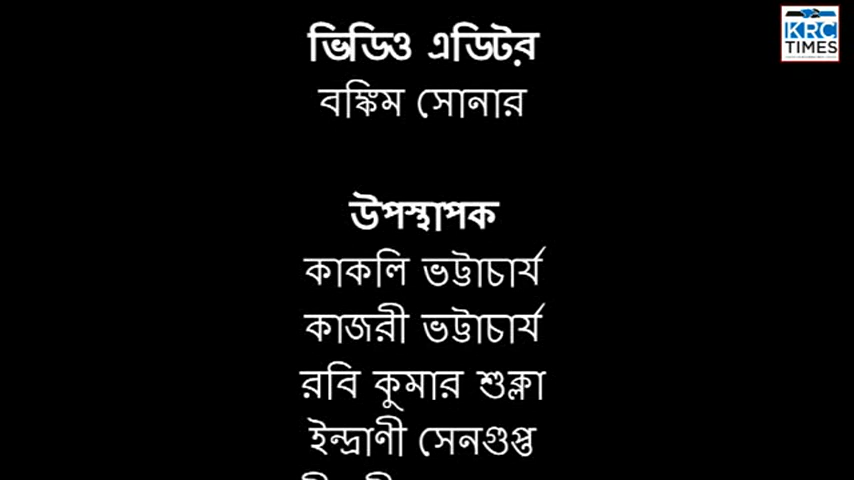 ভিডিও এডিটর
বঙ্কিম সোনার
উপস্থাপক
কাকলি ভট্টাচার্য
কাজরী ভট্টাচার্য
রবি কুমার শুক্লা
ইন্দ্রাণী সেনগুপ্ত
KRC
TIMES